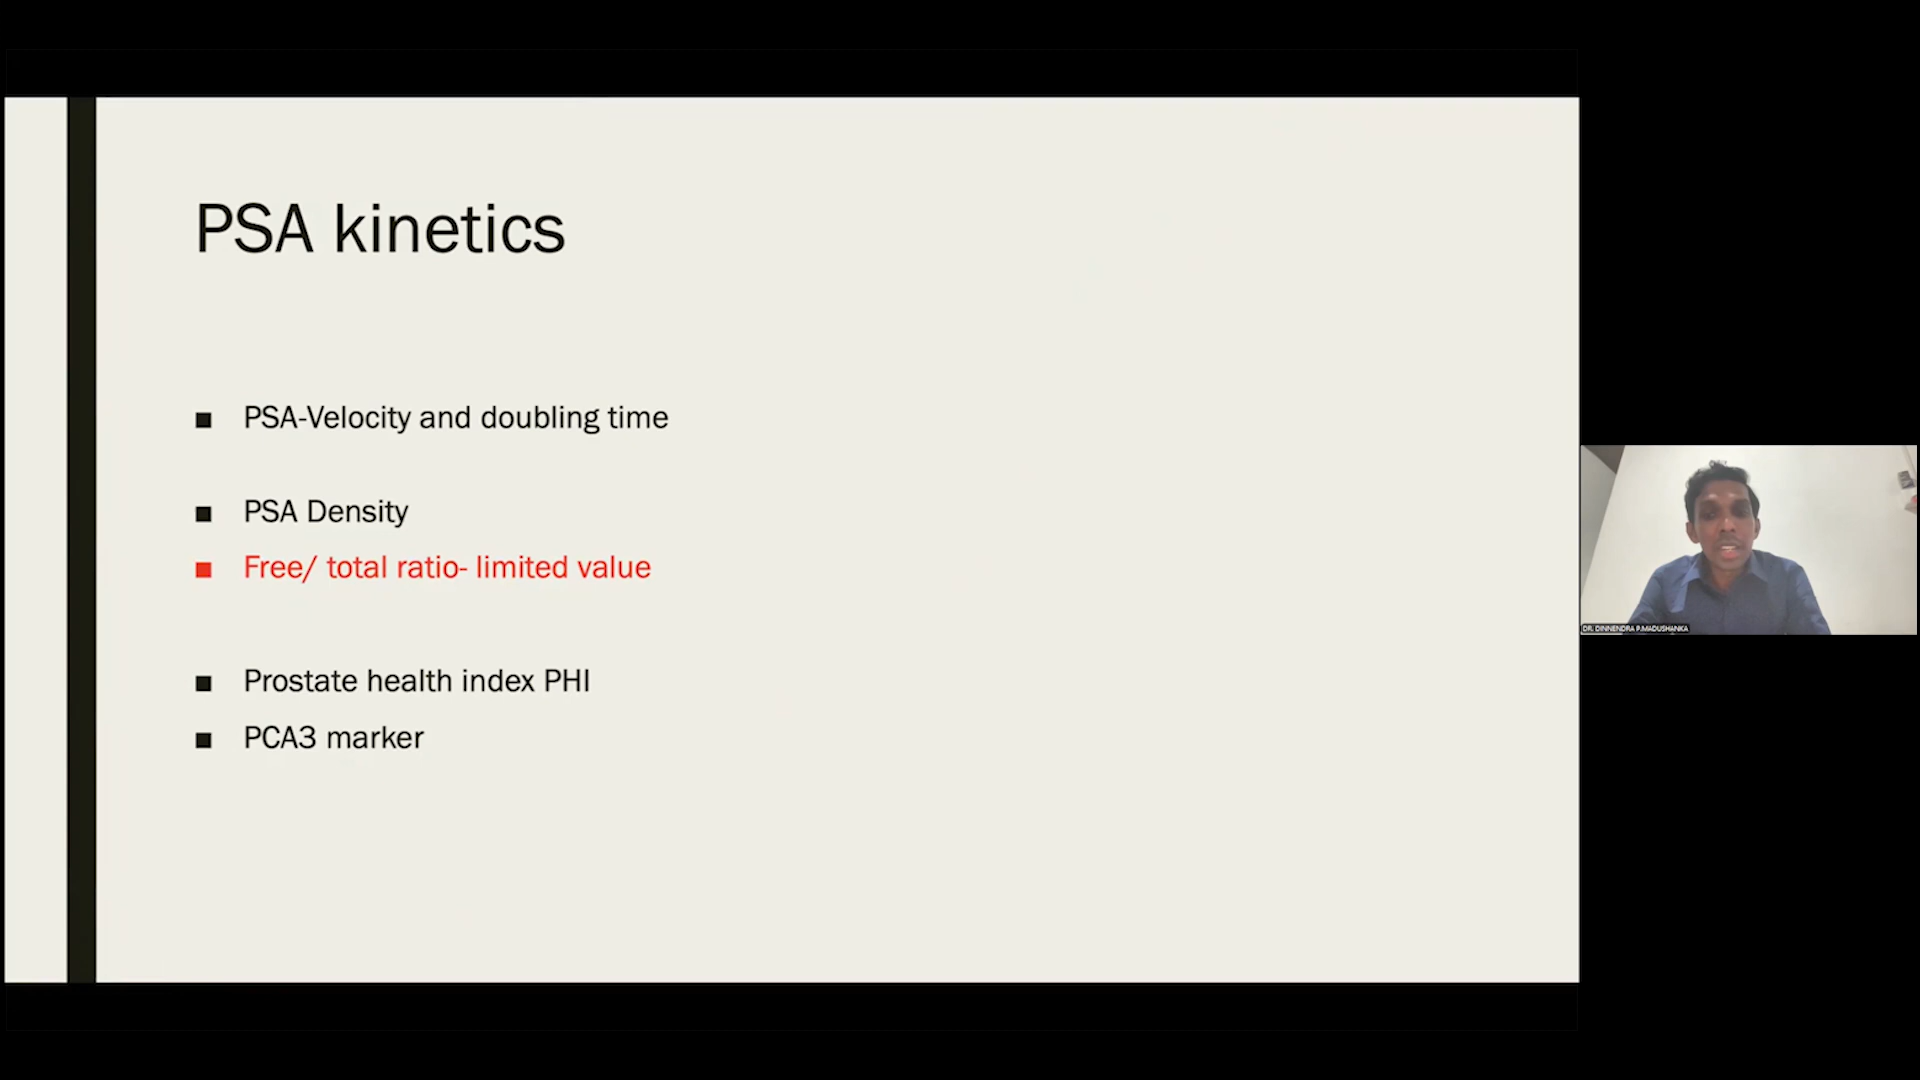 PSA kinetics
■ PSA-Velocity and doubling time
■ PSA Density
■ Free/ total ratio- limited value
■ Prostate health index PHI
■ PCA3 marker
DR. DINNENDRA P.MADUSHANKA